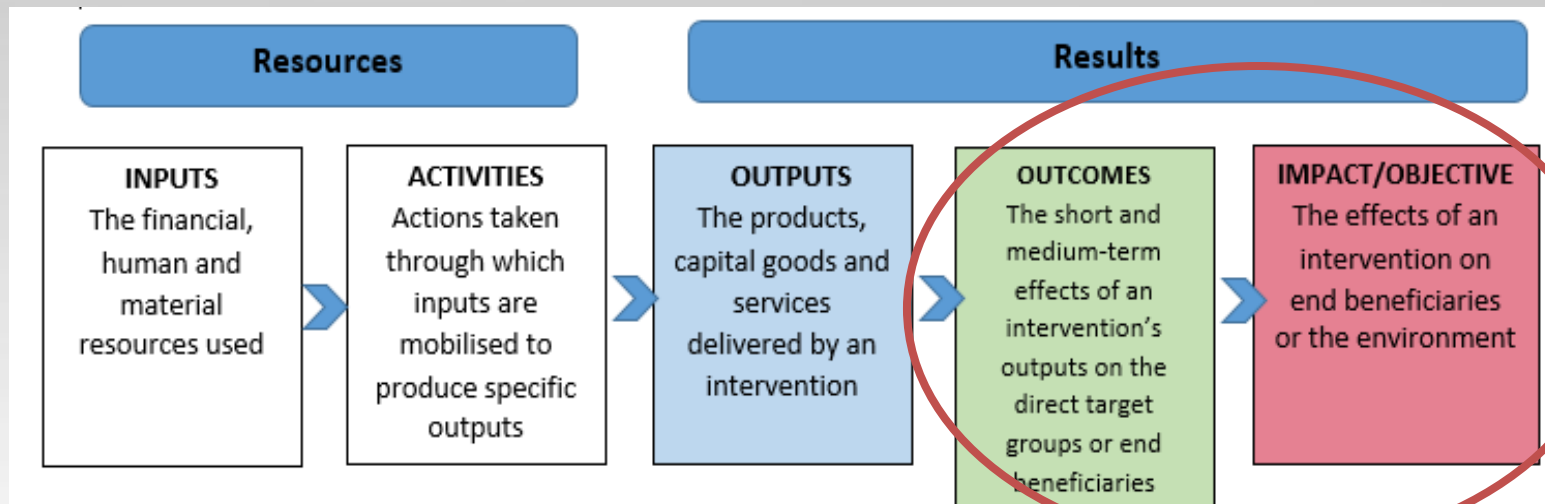 Resources
Results
INPUTS
The financial,
human and
material
resources used
ACTIVITIES
Actions taken
through which
inputs are
mobilised to
produce specific
outputs
OUTPUTS
The products,
capital goods and
services
delivered by an
intervention
OUTCOMES
The short and
medium-term
effects of an
intervention's
outputs on the
direct target
groups or end
beneficiaries
IMPACT/OBJECTIVE
The effects of an
intervention on
end beneficiaries
or the environment